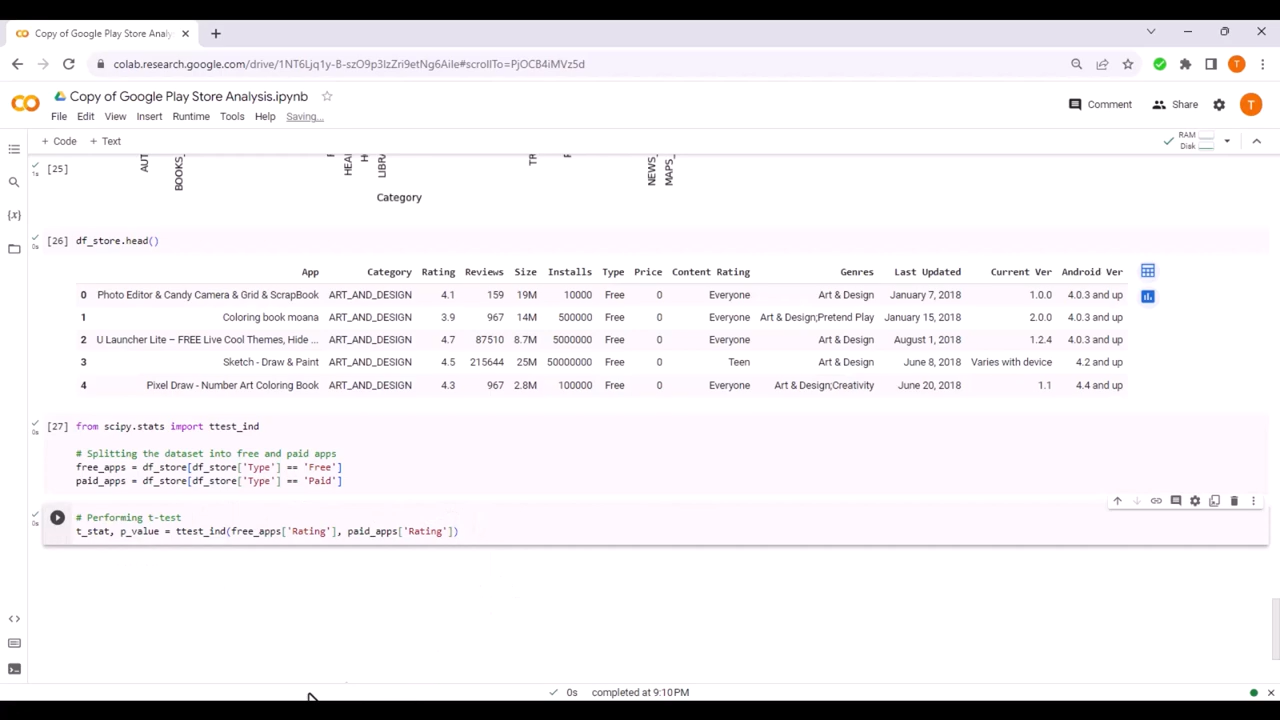 Copy of Google Play Store Analy
colab.research.google.com/drive/1NT6Ljq1y-B-szO9p3lzZri9etNg6Aile#scrollTo=PjOCB4iMVz5d
T
Copy of Google Play Store Analysis.ipynb
Comment
Share
T
File Edit View Insert Runtime Tools Help Saving...
+ Code + Text
RAM
Disk
[25]
1s
AUT
BOOKS_
HEAL
LIBRA
TR
NEWS_
MAPS_
Category
[26] df_store.head()
0s
App Category Rating Reviews Size Installs Type Price Content Rating Genres Last Updated Current Ver Android Ver
0 Photo Editor & Candy Camera & Grid & ScrapBook ART_AND_DESIGN 4.1 159 19M 10000 Free 0 Everyone Art & Design January 7, 2018 1.0.0 4.0.3 and up
1 Coloring book moana ART_AND_DESIGN 3.9 967 14M 500000 Free 0 Everyone Art & Design;Pretend Play January 15, 2018 2.0.0 4.0.3 and up
2 U Launcher Lite – FREE Live Cool Themes, Hide ... ART_AND_DESIGN 4.7 87510 8.7M 5000000 Free 0 Everyone Art & Design August 1, 2018 1.2.4 4.0.3 and up
3 Sketch - Draw & Paint ART_AND_DESIGN 4.5 215644 25M 50000000 Free 0 Teen Art & Design June 8, 2018 Varies with device 4.2 and up
4 Pixel Draw - Number Art Coloring Book ART_AND_DESIGN 4.3 967 2.8M 100000 Free 0 Everyone Art & Design;Creativity June 20, 2018 1.1 4.4 and up
[27] from scipy.stats import ttest_ind
0s
# Splitting the dataset into free and paid apps
free_apps = df_store[df_store['Type'] == 'Free']
paid_apps = df_store[df_store['Type'] == 'Paid']
# Performing t-test
0s
t_stat, p_value = ttest_ind(free_apps['Rating'], paid_apps['Rating'])
0s completed at 9:10 PM